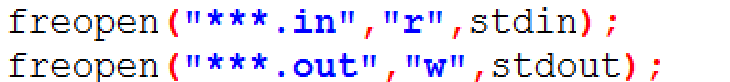 freopen("***.in","r",stdin);
freopen("***.out","w",stdout);